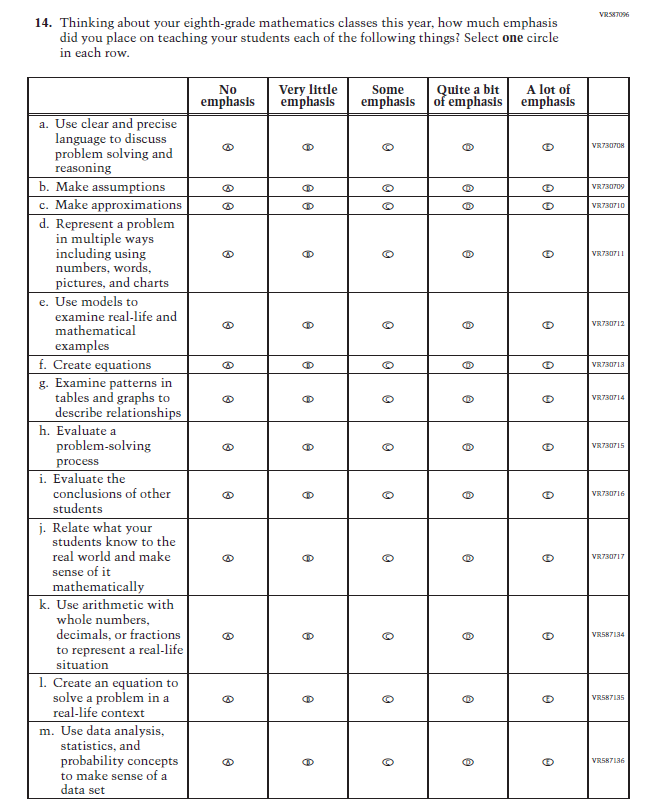 VR587096
14. Thinking about your eighth-grade mathematics classes this year, how much emphasis
did you place on teaching your students each of the following things? Select one circle
in each row.
No emphasis Very little emphasis Some emphasis Quite a bit of emphasis A lot of emphasis
a. Use clear and precise
language to discuss
problem solving and
reasoning
A B C D E VR730708
b. Make assumptions A B C D E VR730709
c. Make approximations A B C D E VR730710
d. Represent a problem
in multiple ways
including using
numbers, words,
pictures, and charts
A B C D E VR730711
e. Use models to
examine real-life and
mathematical
examples
A B C D E VR730712
f. Create equations A B C D E VR730713
g. Examine patterns in
tables and graphs to
describe relationships
A B C D E VR730714
h. Evaluate a
problem-solving
process
A B C D E VR730715
i. Evaluate the
conclusions of other
students
A B C D E VR730716
j. Relate what your
students know to the
real world and make
sense of it
mathematically
A B C D E VR730717
k. Use arithmetic with
whole numbers,
decimals, or fractions
to represent a real-life
situation
A B C D E VR587134
l. Create an equation to
solve a problem in a
real-life context
A B C D E VR587135
m. Use data analysis,
statistics, and
probability concepts
to make sense of a
data set
A B C D E VR587136